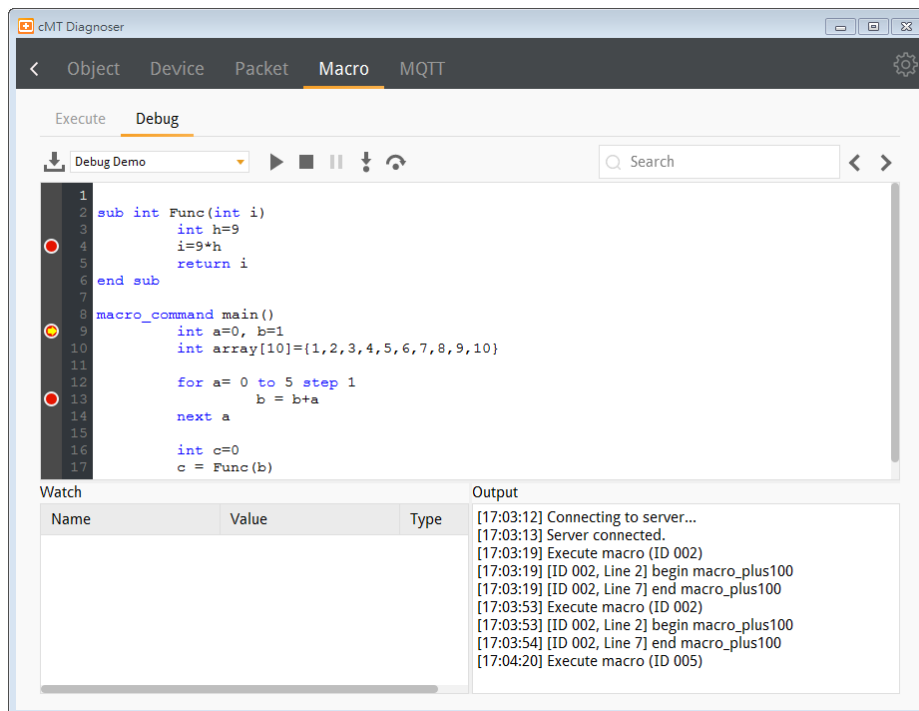 cMT Diagnoser
Object Device Packet Macro MQTT
Execute Debug
Debug Demo Search
1
2 sub int Func(int i)
3 int h=9
4 i=9*h
5 return i
6 end sub
7
8 macro_command main()
9 int a=0, b=1
10 int array[10]={1,2,3,4,5,6,7,8,9,10}
11
12 for a= 0 to 5 step 1
13 b = b+a
14 next a
15
16 int c=0
17 c = Func(b)
Watch
Name Value Type
Output
[17:03:12] Connecting to server...
[17:03:13] Server connected.
[17:03:19] Execute macro (ID 002)
[17:03:19] [ID 002, Line 2] begin macro_plus100
[17:03:19] [ID 002, Line 7] end macro_plus100
[17:03:53] Execute macro (ID 002)
[17:03:53] [ID 002, Line 2] begin macro_plus100
[17:03:54] [ID 002, Line 7] end macro_plus100
[17:04:20] Execute macro (ID 005)